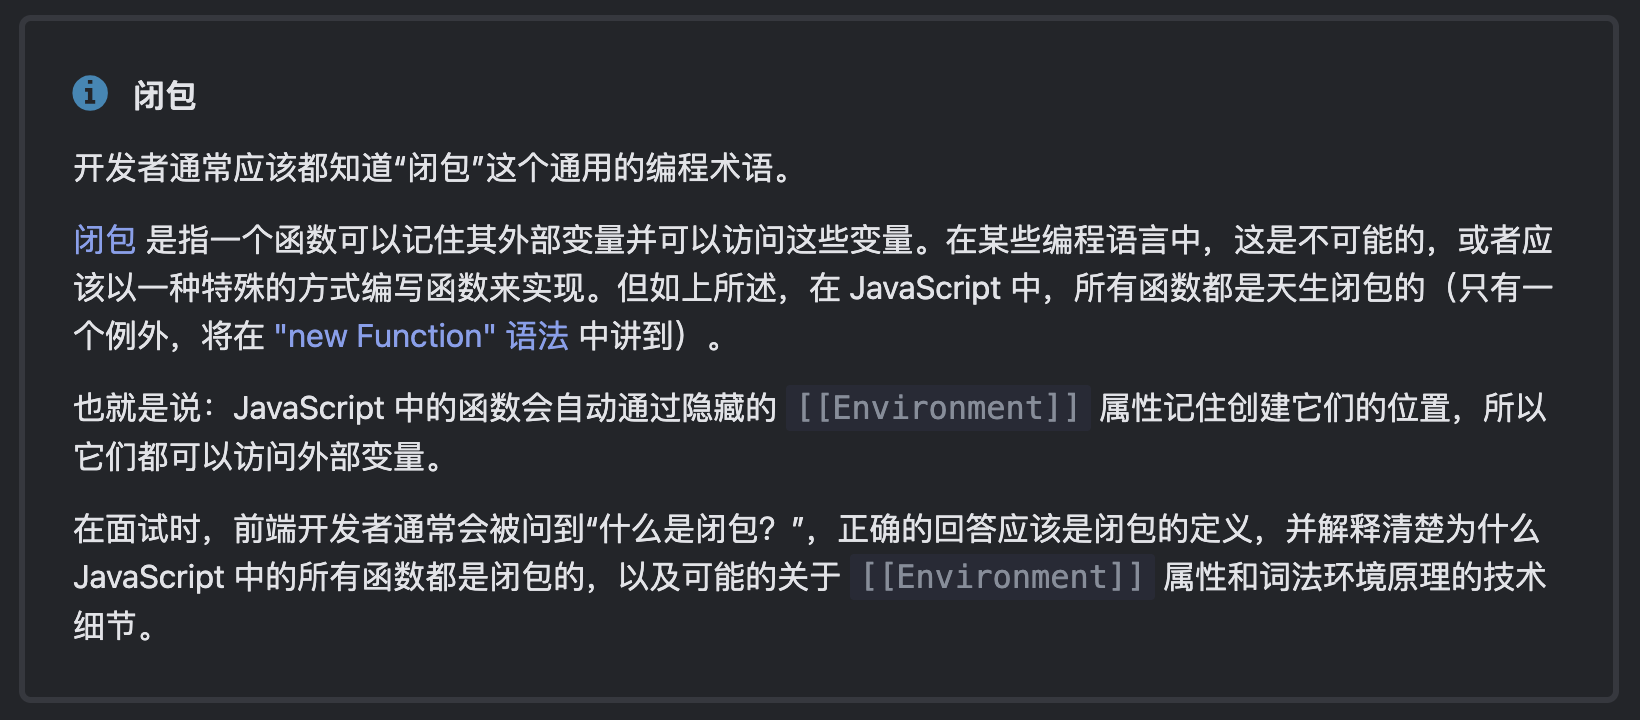 闭包
开发者通常应该都知道“闭包”这个通用的编程术语。
闭包 是指一个函数可以记住其外部变量并可以访问这些变量。在某些编程语言中，这是不可能的，或者应
该以一种特殊的方式编写函数来实现。但如上所述，在 JavaScript 中，所有函数都是天生闭包的（只有一
个例外，将在 "new Function" 语法 中讲到）。
也就是说：JavaScript 中的函数会自动通过隐藏的 [[Environment]] 属性记住创建它们的位置，所以
它们都可以访问外部变量。
在面试时，前端开发者通常会被问到“什么是闭包？”，正确的回答应该是闭包的定义，并解释清楚为什么
JavaScript 中的所有函数都是闭包的，以及可能的关于 [[Environment]] 属性和词法环境原理的技术
细节。